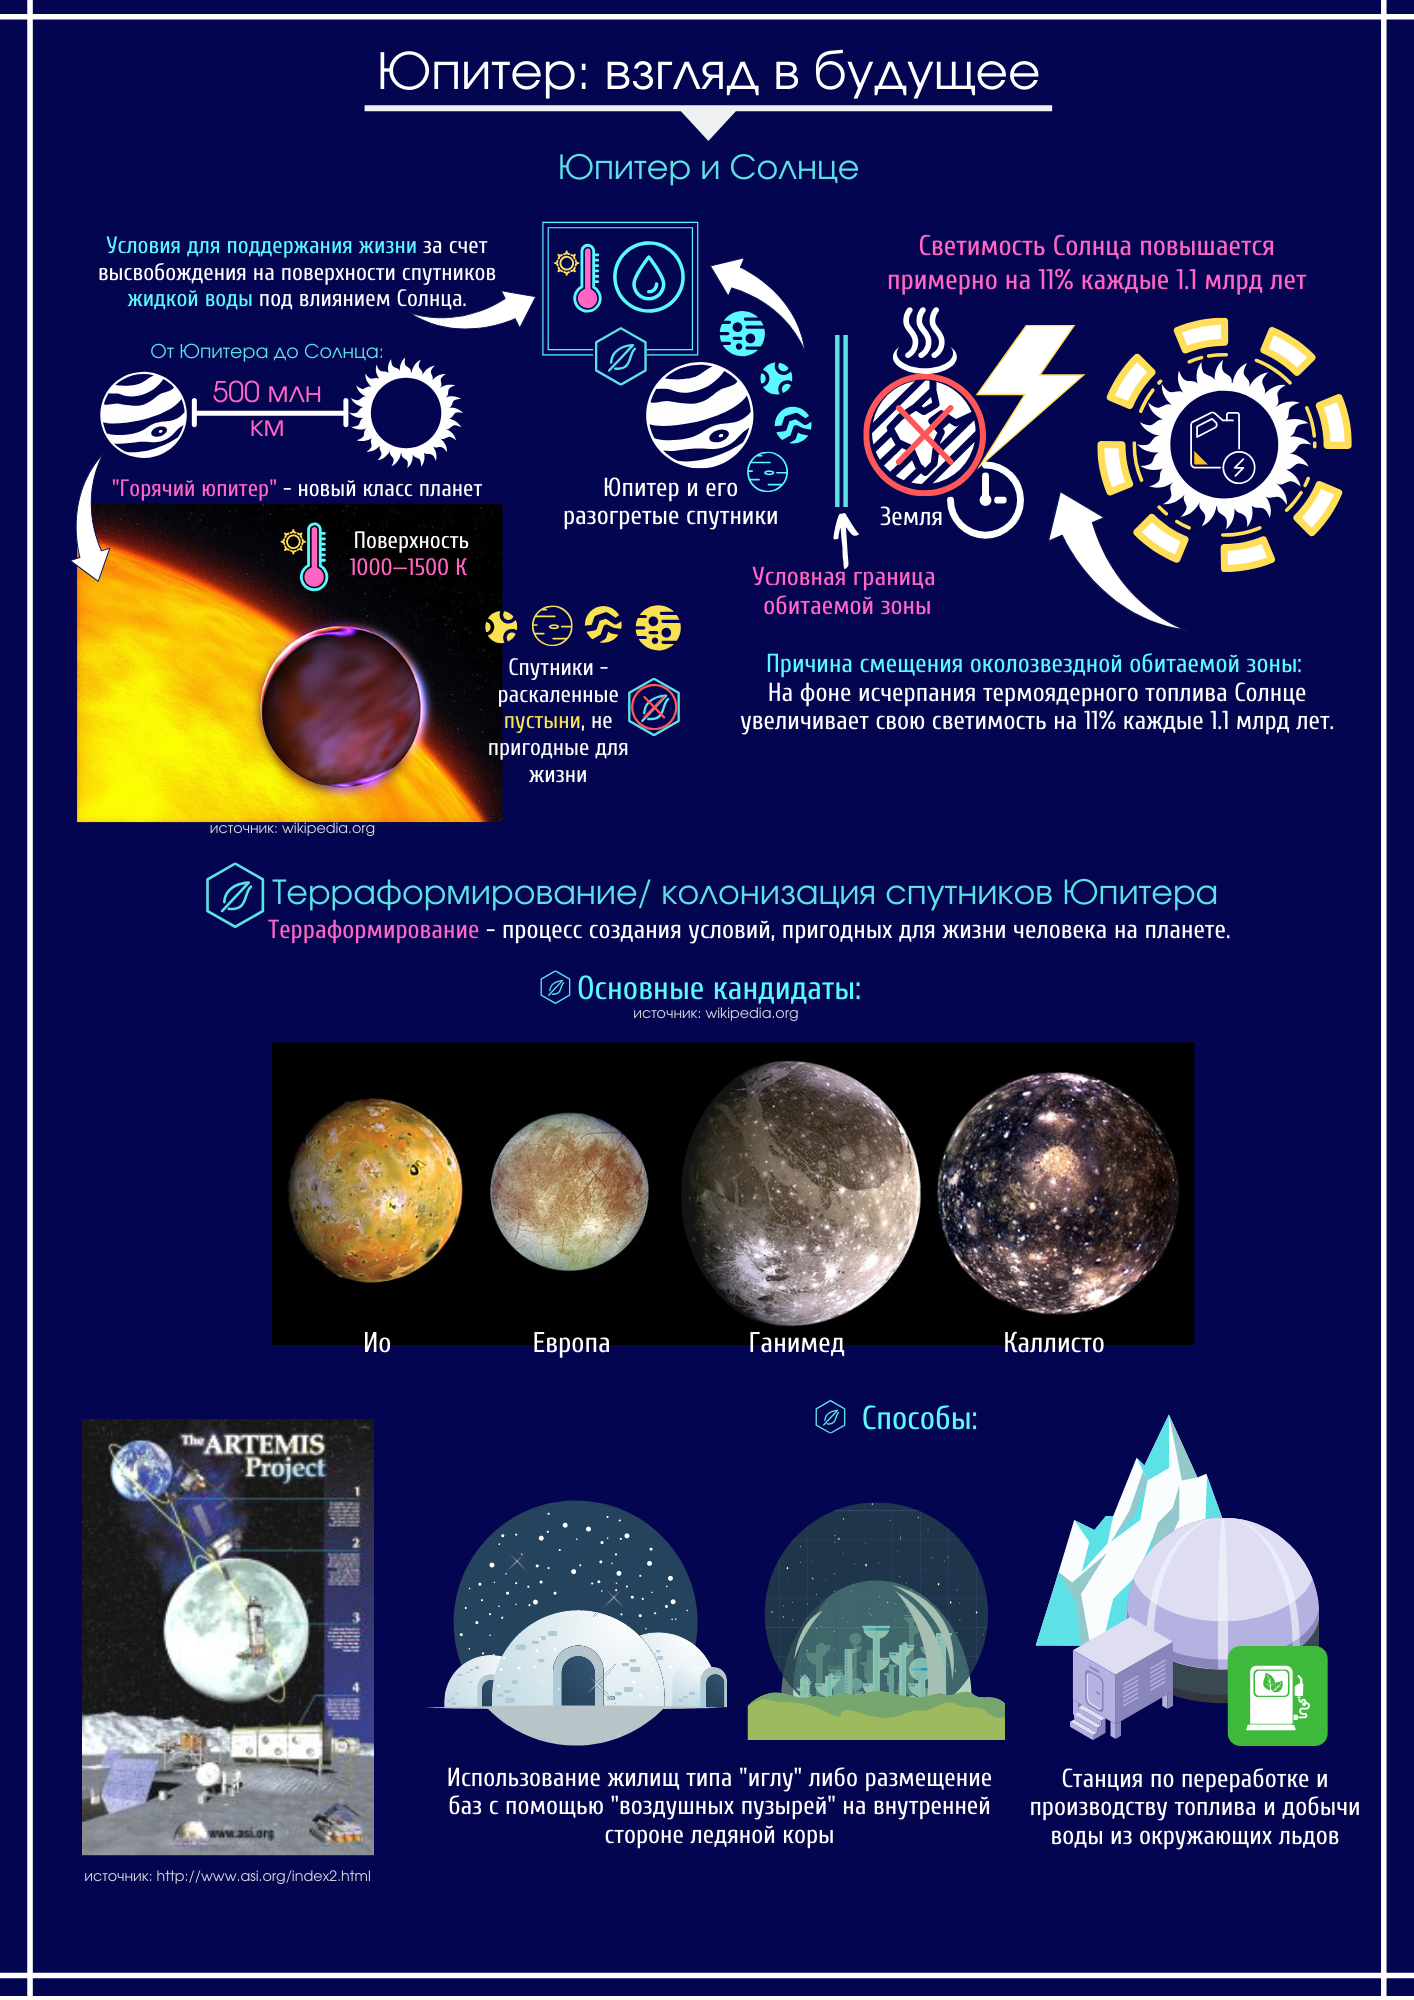 Юпитер: взгляд в будущее
Юпитер и Солнце
Условия для поддержания жизни за счет
высвобождения на поверхности спутников
жидкой воды под влиянием Солнца.
От Юпитера до Солнца:
500 млн
км
"Горячий юпитер" - новый класс планет
Поверхность
1000–1500 К
источник: wikipedia.org
Спутники -
раскаленные
пустыни, не
пригодные для
жизни
Юпитер и его
разогретые спутники
Светимость Солнца повышается
примерно на 11% каждые 1.1 млрд лет
Земля
Условная граница
обитаемой зоны
Причина смещения околозвездной обитаемой зоны:
На фоне исчерпания термоядерного топлива Солнце
увеличивает свою светимость на 11% каждые 1.1 млрд лет.
Терраформирование/ колонизация спутников Юпитера
Терраформирование - процесс создания условий, пригодных для жизни человека на планете.
Основные кандидаты:
источник: wikipedia.org
Ио
Европа
Ганимед
Каллисто
Способы:
The ARTEMIS
Project
1
2
3
4
www.asi.org
источник: http://www.asi.org/index2.html
Использование жилищ типа "иглу" либо размещение
баз с помощью "воздушных пузырей" на внутренней
стороне ледяной коры
Станция по переработке и
производству топлива и добычи
воды из окружающих льдов